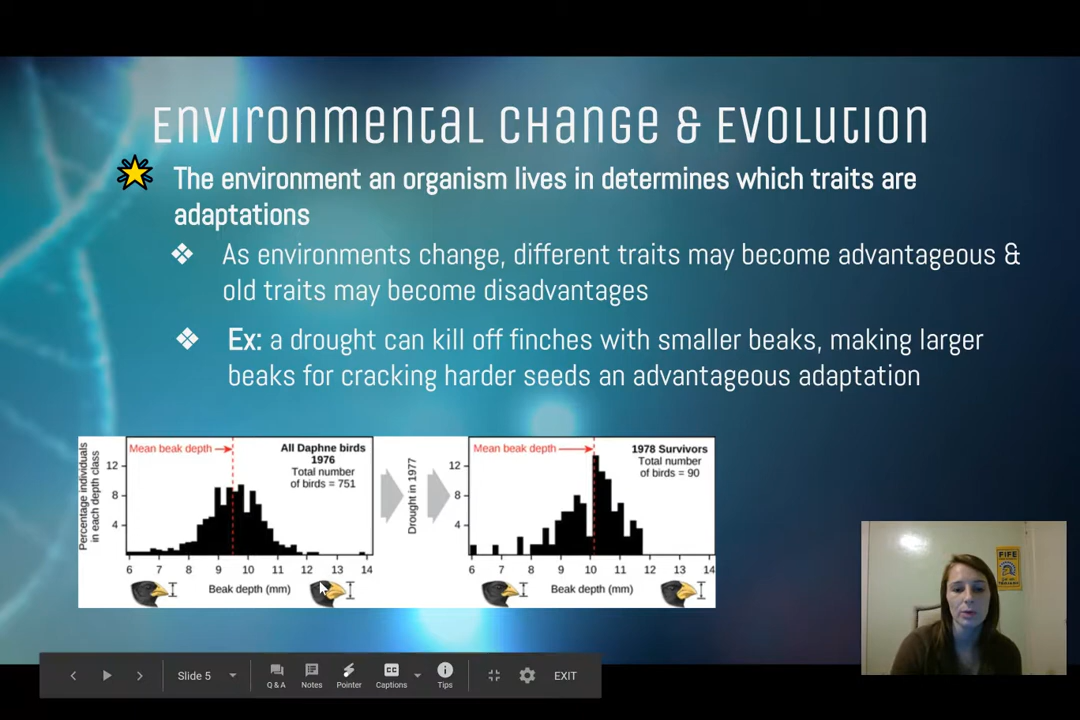 Environmental Change & Evolution
The environment an organism lives in determines which traits are
adaptations
❖ As environments change, different traits may become advantageous &
old traits may become disadvantages
❖ Ex: a drought can kill off finches with smaller beaks, making larger
beaks for cracking harder seeds an advantageous adaptation
Percentage individuals
in each depth class
12
8
4
Mean beak depth
All Daphne birds
1976
Total number
of birds = 751
6 7 8 9 10 11 12 13 14
Beak depth (mm)
Drought in 1977
12
8
4
Mean beak depth
1978 Survivors
Total number
of birds = 90
6 7 8 9 10 11 12 13 14
Beak depth (mm)
FIFE
Slide 5
Q & A
Notes
Pointer
CC
Captions
Tips
EXIT